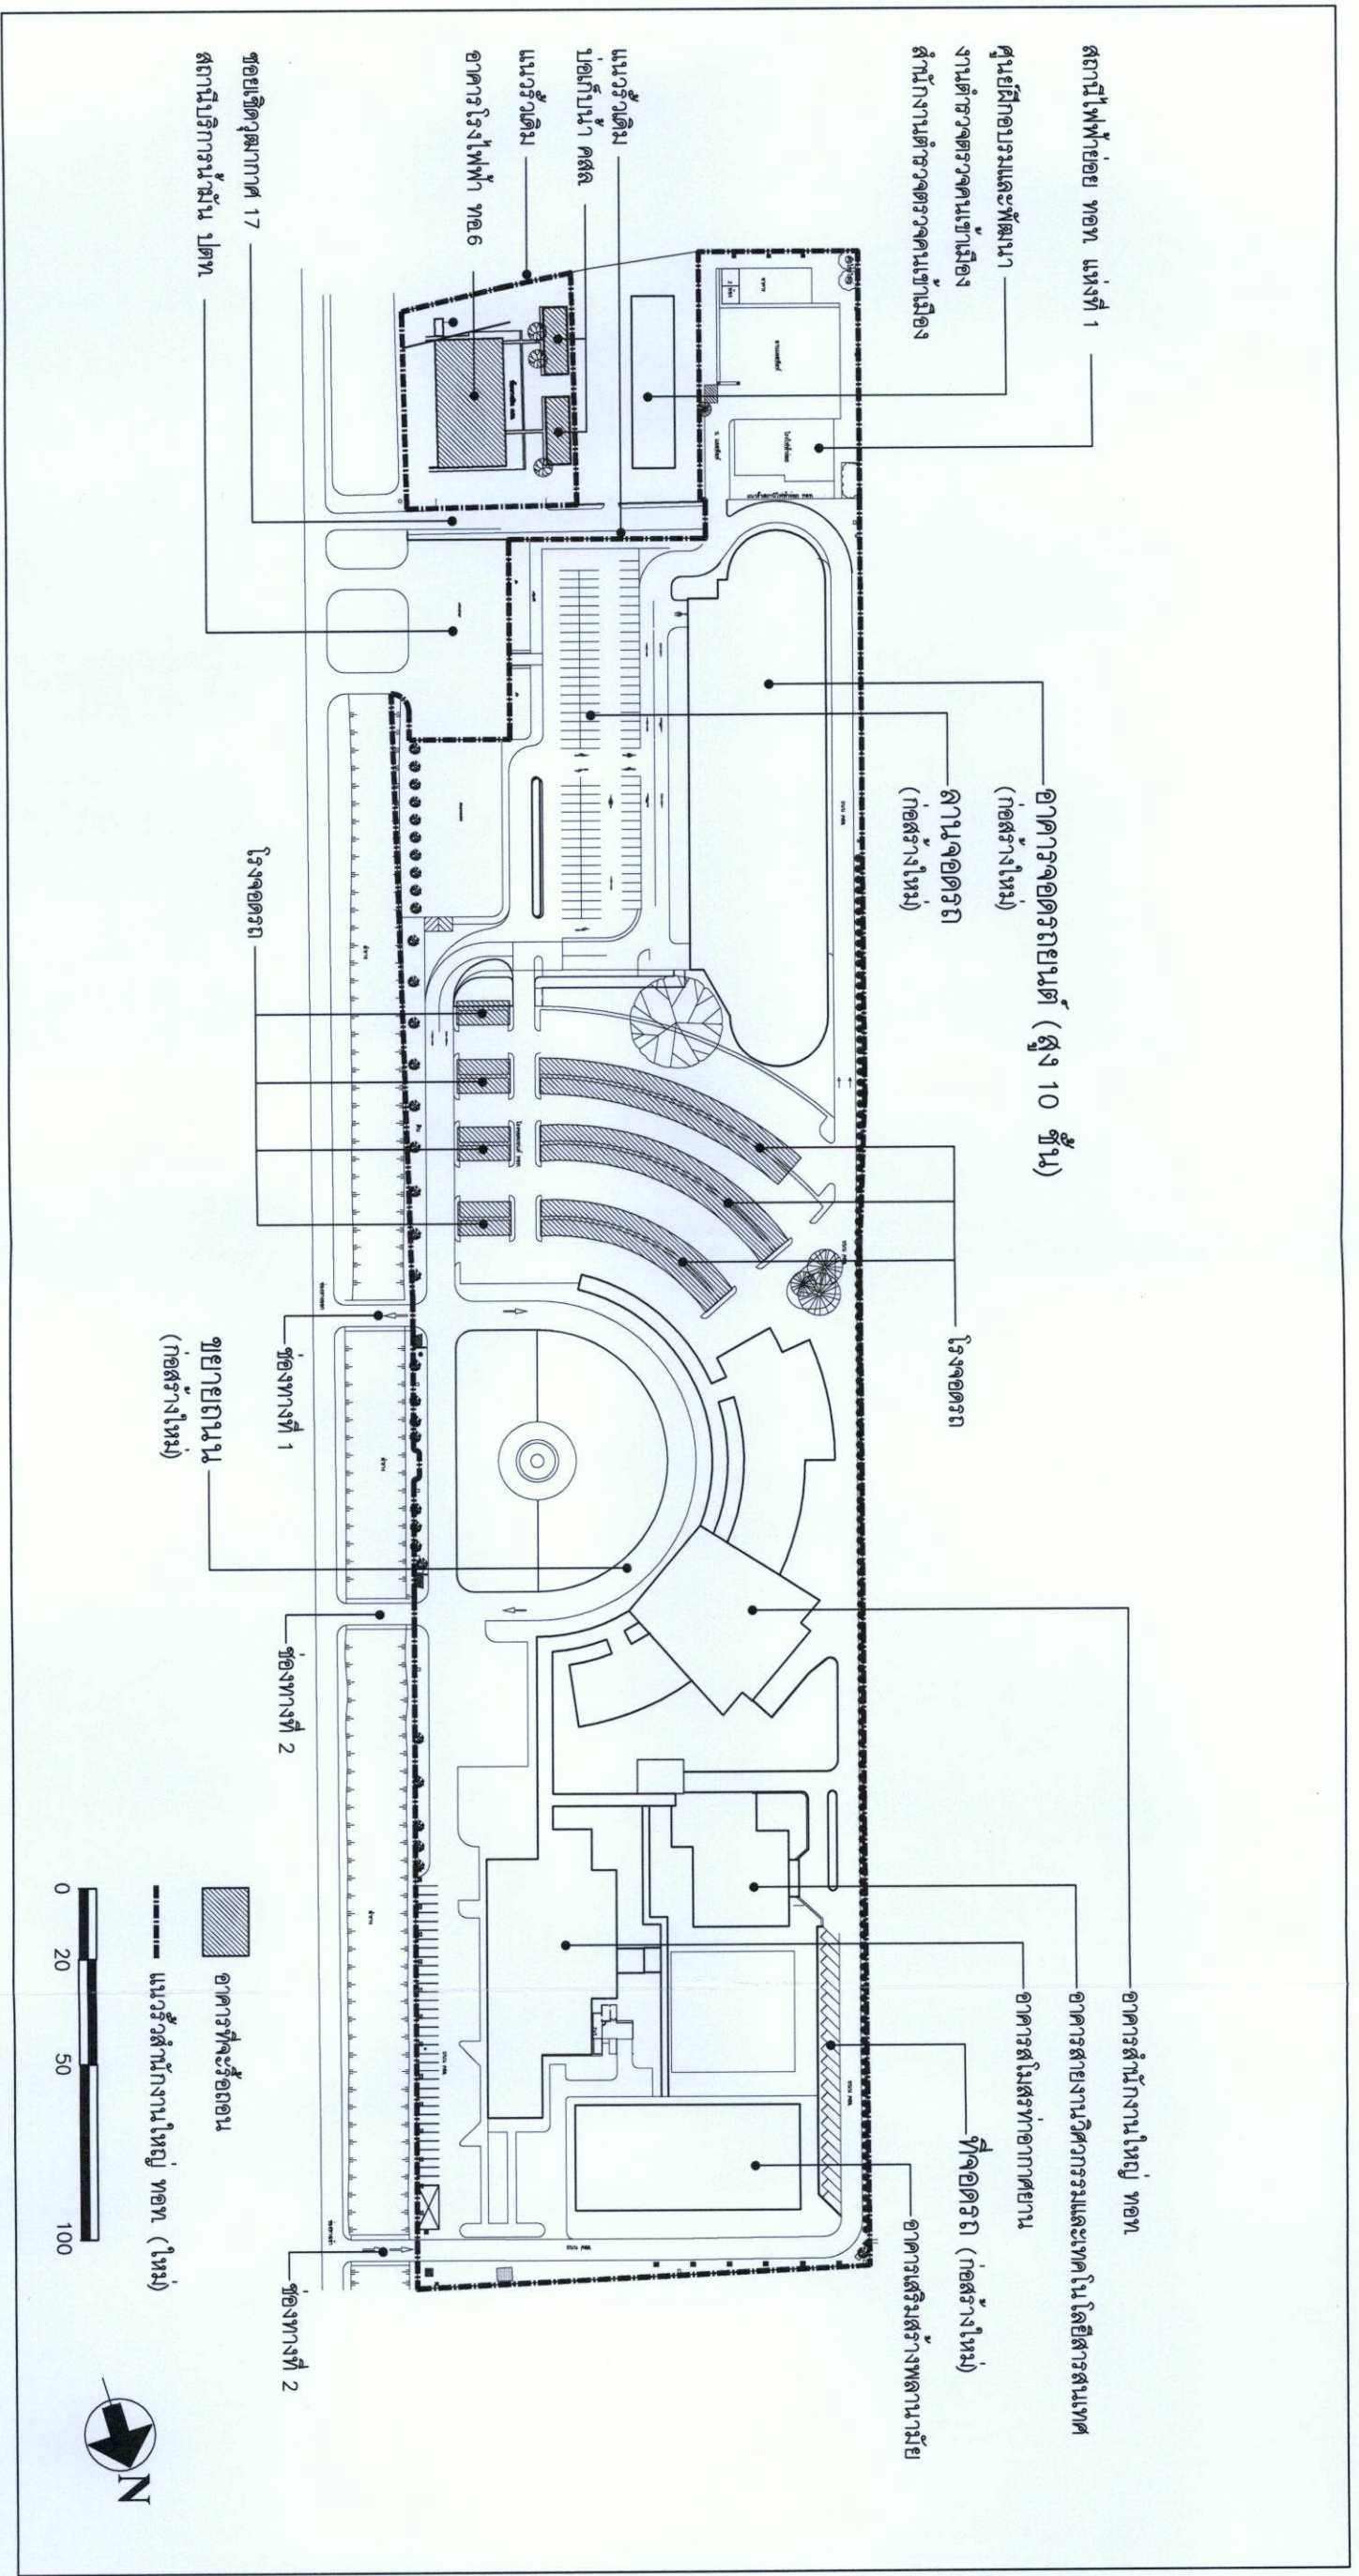 สถานีไฟฟ้าย่อย ทอท. แห่งที่ 1
ศูนย์ฝึกอบรมและพัฒนา
งานตำรวจตรวจคนเข้าเมือง
สำนักงานตำรวจตรวจคนเข้าเมือง
แนวรั้วเดิม
บ่อเก็บน้ำ คสล.
แนวรั้วเดิม
อาคารโรงไฟฟ้า ทด.6
ซอยเชิดวุฒากาศ 17
สถานีบริการน้ำมัน ปตท.
อาคารจอดรถยนต์ (สูง 10 ชั้น)
(ก่อสร้างใหม่)
ลานจอดรถ
(ก่อสร้างใหม่)
โรงจอดรถ
โรงจอดรถ
ช่องทางที่ 1
ขยายถนน
(ก่อสร้างใหม่)
ช่องทางที่ 2
อาคารสำนักงานใหญ่ ทอท.
อาคารสายงานวิศวกรรมและเทคโนโลยีสารสนเทศ
อาคารสโมสรท่าอากาศยาน
ที่จอดรถ (ก่อสร้างใหม่)
อาคารเสริมสร้างพลานามัย
ช่องทางที่ 2
อาคารที่จะรื้อถอน
แนวรั้วสำนักงานใหญ่ ทอท. (ใหม่)
0 20 50 100
N